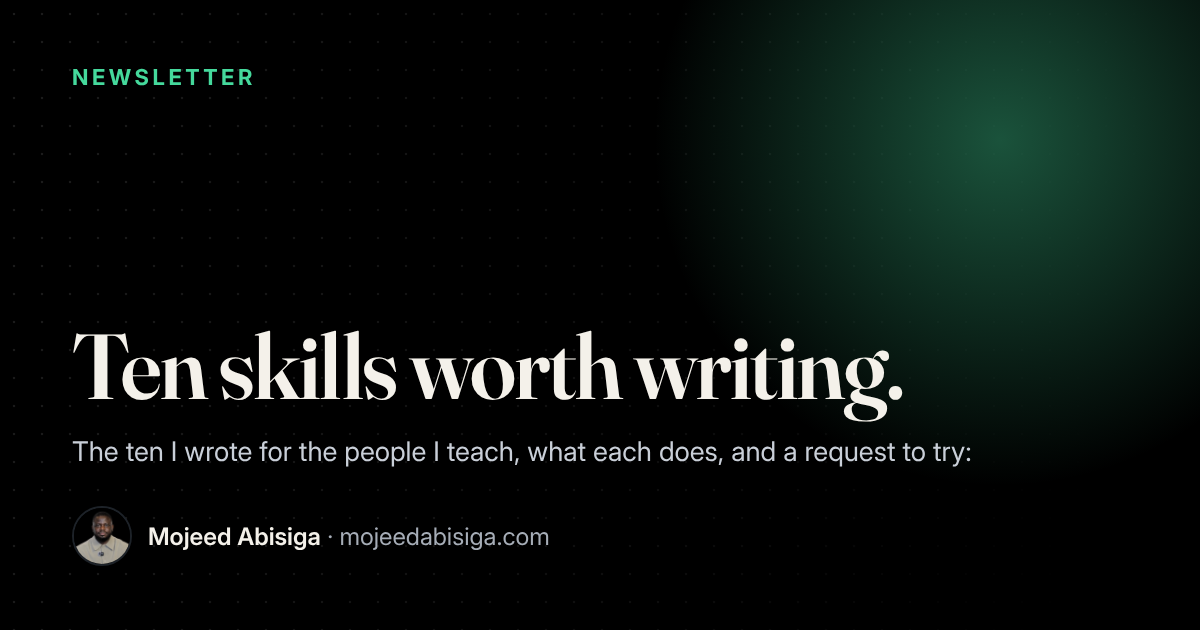 NEWSLETTER
Ten skills worth writing.
The ten I wrote for the people I teach, what each does, and a request to try:
Mojeed Abisiga · mojeedabisiga.com